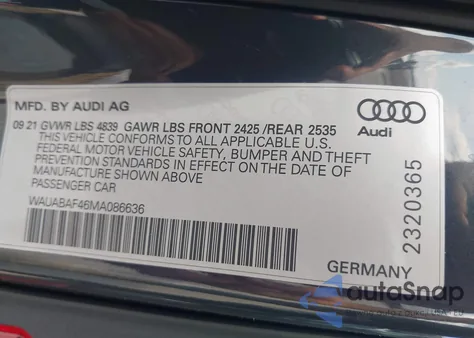 MFD. BY AUDI AG
09 21 GVWR LBS 4839 GAWR LBS FRONT 2425 /REAR 2535
THIS VEHICLE CONFORMS TO ALL APPLICABLE U.S.
FEDERAL MOTOR VEHICLE SAFETY, BUMPER AND THEFT
PREVENTION STANDARDS IN EFFECT ON THE DATE OF
MANUFACTURE SHOWN ABOVE.
PASSENGER CAR
WAUABAF46MA086636
Audi
2320365
GERMANY
autoSnap